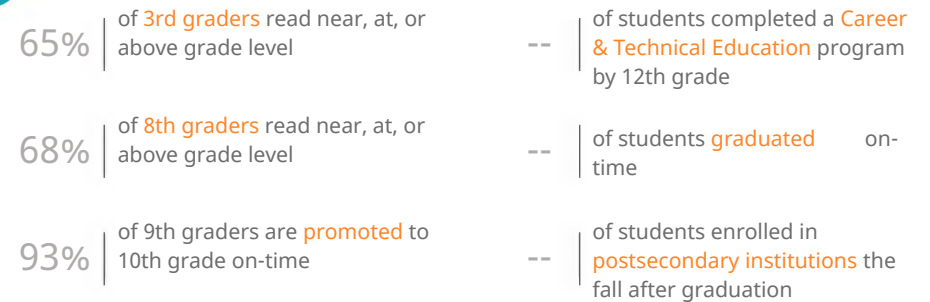 65%
of 3rd graders read near, at, or
above grade level
68%
of 8th graders read near, at, or
above grade level
93%
of 9th graders are promoted to
10th grade on-time
--
of students completed a Career
& Technical Education program
by 12th grade
--
of students graduated on-
time
--
of students enrolled in
postsecondary institutions the
fall after graduation